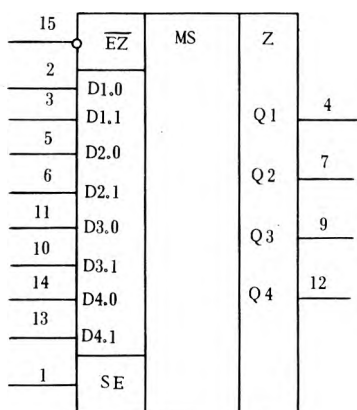 15 EZ MS Z
2 D1.0
3 D1.1
Q1 4
5 D2.0
6 D2.1
Q2 7
11 D3.0
Q3 9
10 D3.1
14 D4.0
Q4 12
13 D4.1
1 SE